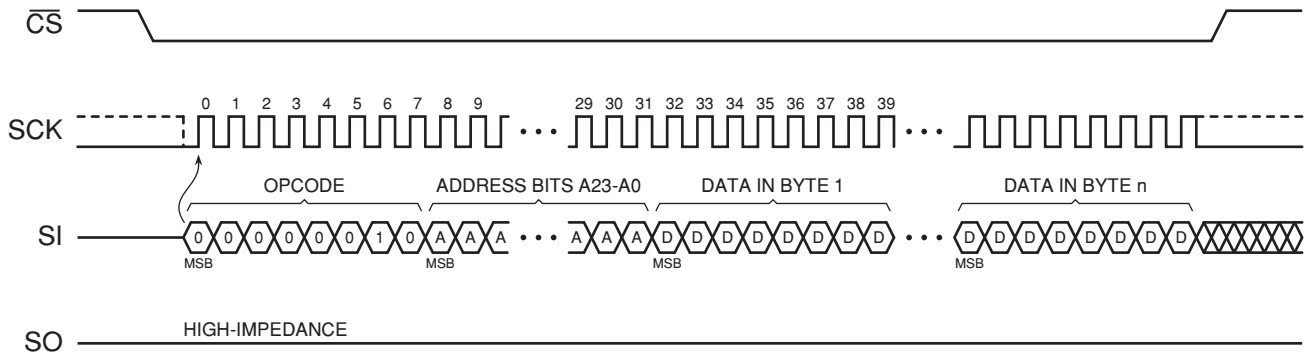 CS
0 1 2 3 4 5 6 7 8 9 29 30 31 32 33 34 35 36 37 38 39
SCK
OPCODE ADDRESS BITS A23-A0 DATA IN BYTE 1 DATA IN BYTE n
SI 0 0 0 0 0 0 1 0 A A A A A A D D D D D D D D D D D D D D D D
MSB MSB MSB MSB
HIGH-IMPEDANCE
SO